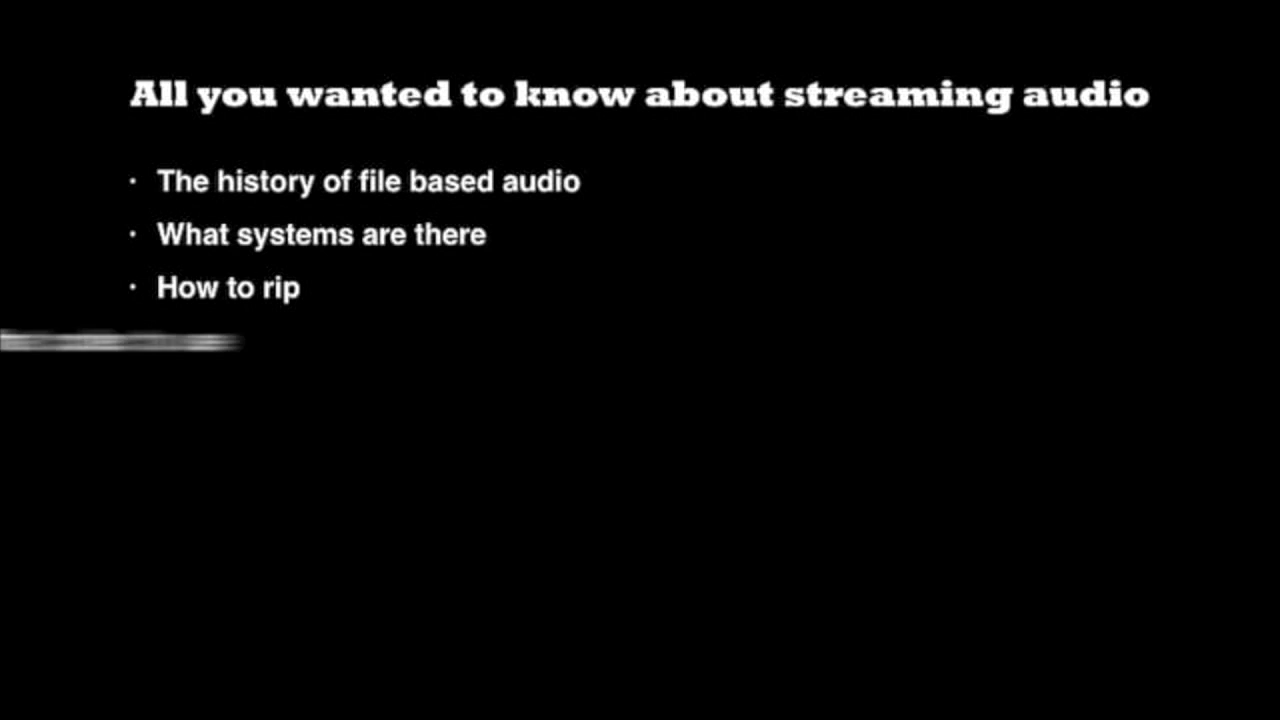 All you wanted to know about streaming audio
· The history of file based audio
· What systems are there
· How to rip